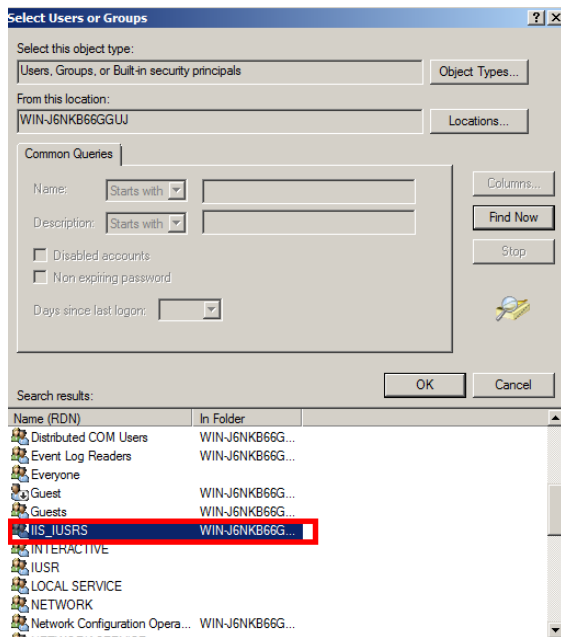 Select Users or Groups
Select this object type:
Users, Groups, or Built-in security principals
Object Types...
From this location:
WIN-J6NKB66GGUJ
Locations...
Common Queries
Name:
Starts with
Columns...
Description:
Starts with
Find Now
Disabled accounts
Stop
Non expiring password
Days since last logon:
OK
Cancel
Search results:
Name (RDN) In Folder
Distributed COM Users WIN-J6NKB66G...
Event Log Readers WIN-J6NKB66G...
Everyone
Guest WIN-J6NKB66G...
Guests WIN-J6NKB66G...
IIS_IUSRS WIN-J6NKB66G...
INTERACTIVE
IUSR
LOCAL SERVICE
NETWORK
Network Configuration Opera... WIN-J6NKB66G...